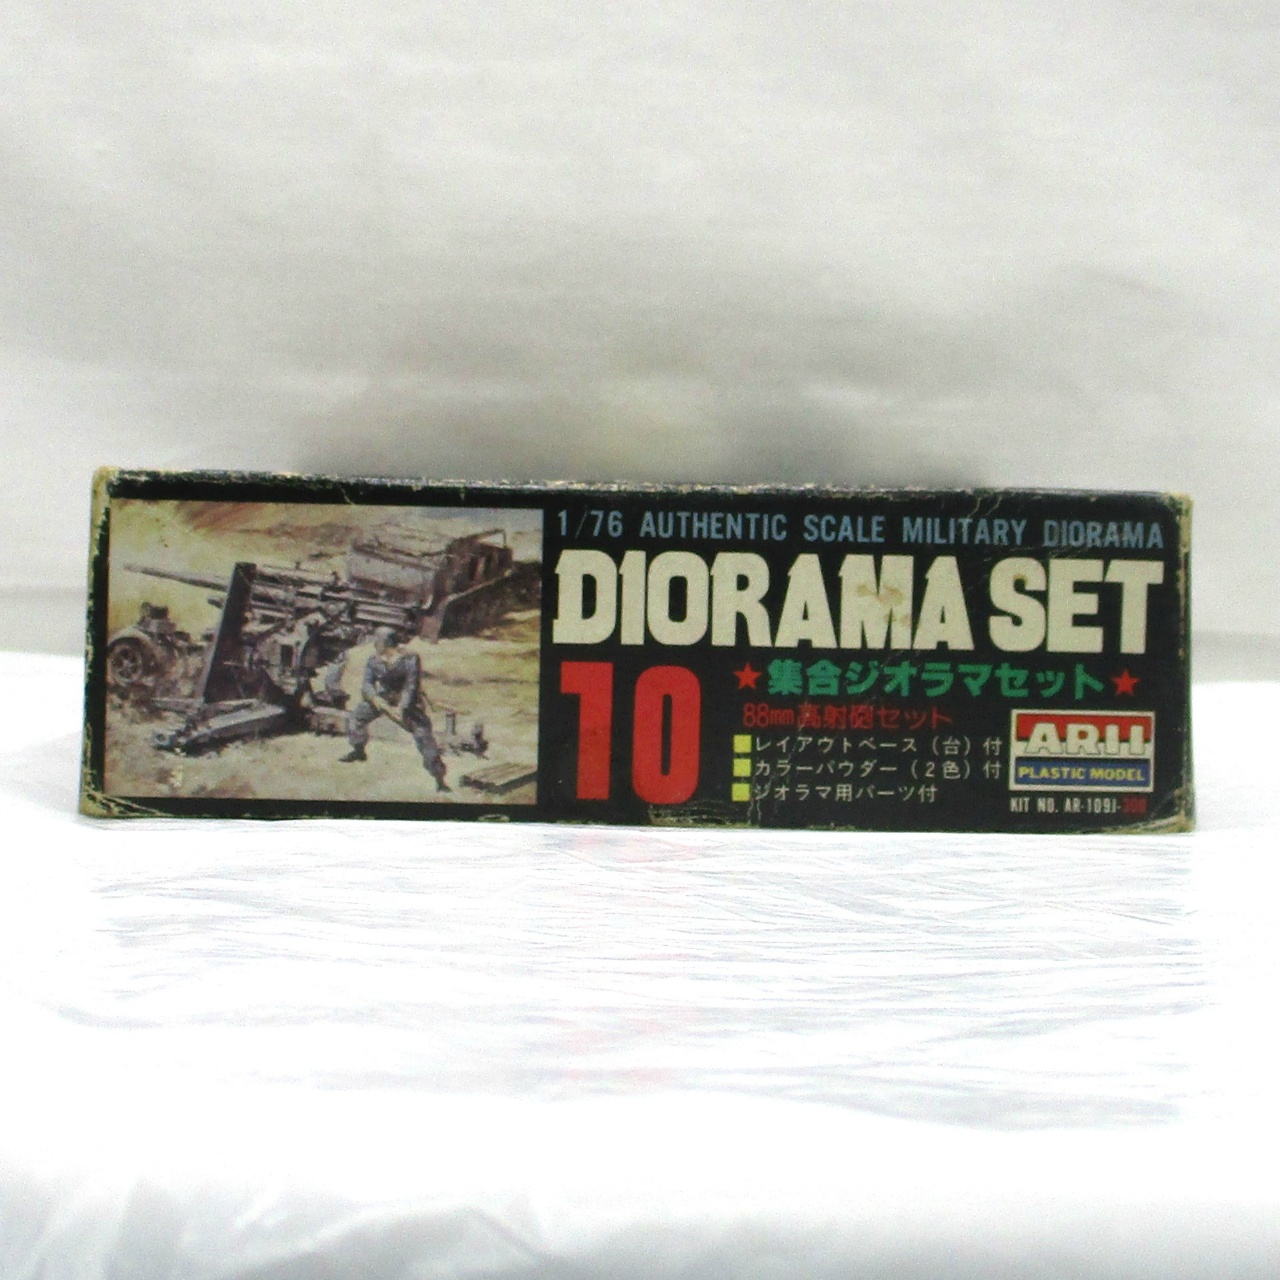 1/76 AUTHENTIC SCALE MILITARY DIORAMA
DIORAMA SET
10
★集合ジオラマセット★
88mm高射砲セット
レイアウトベース（台）付
カラーパウダー（2色）付
ジオラマ用パーツ付
ARII
PLASTIC MODEL
KIT NO. AR-1091-300